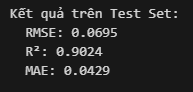 Kết quả trên Test Set:
RMSE: 0.0695
R²: 0.9024
MAE: 0.0429